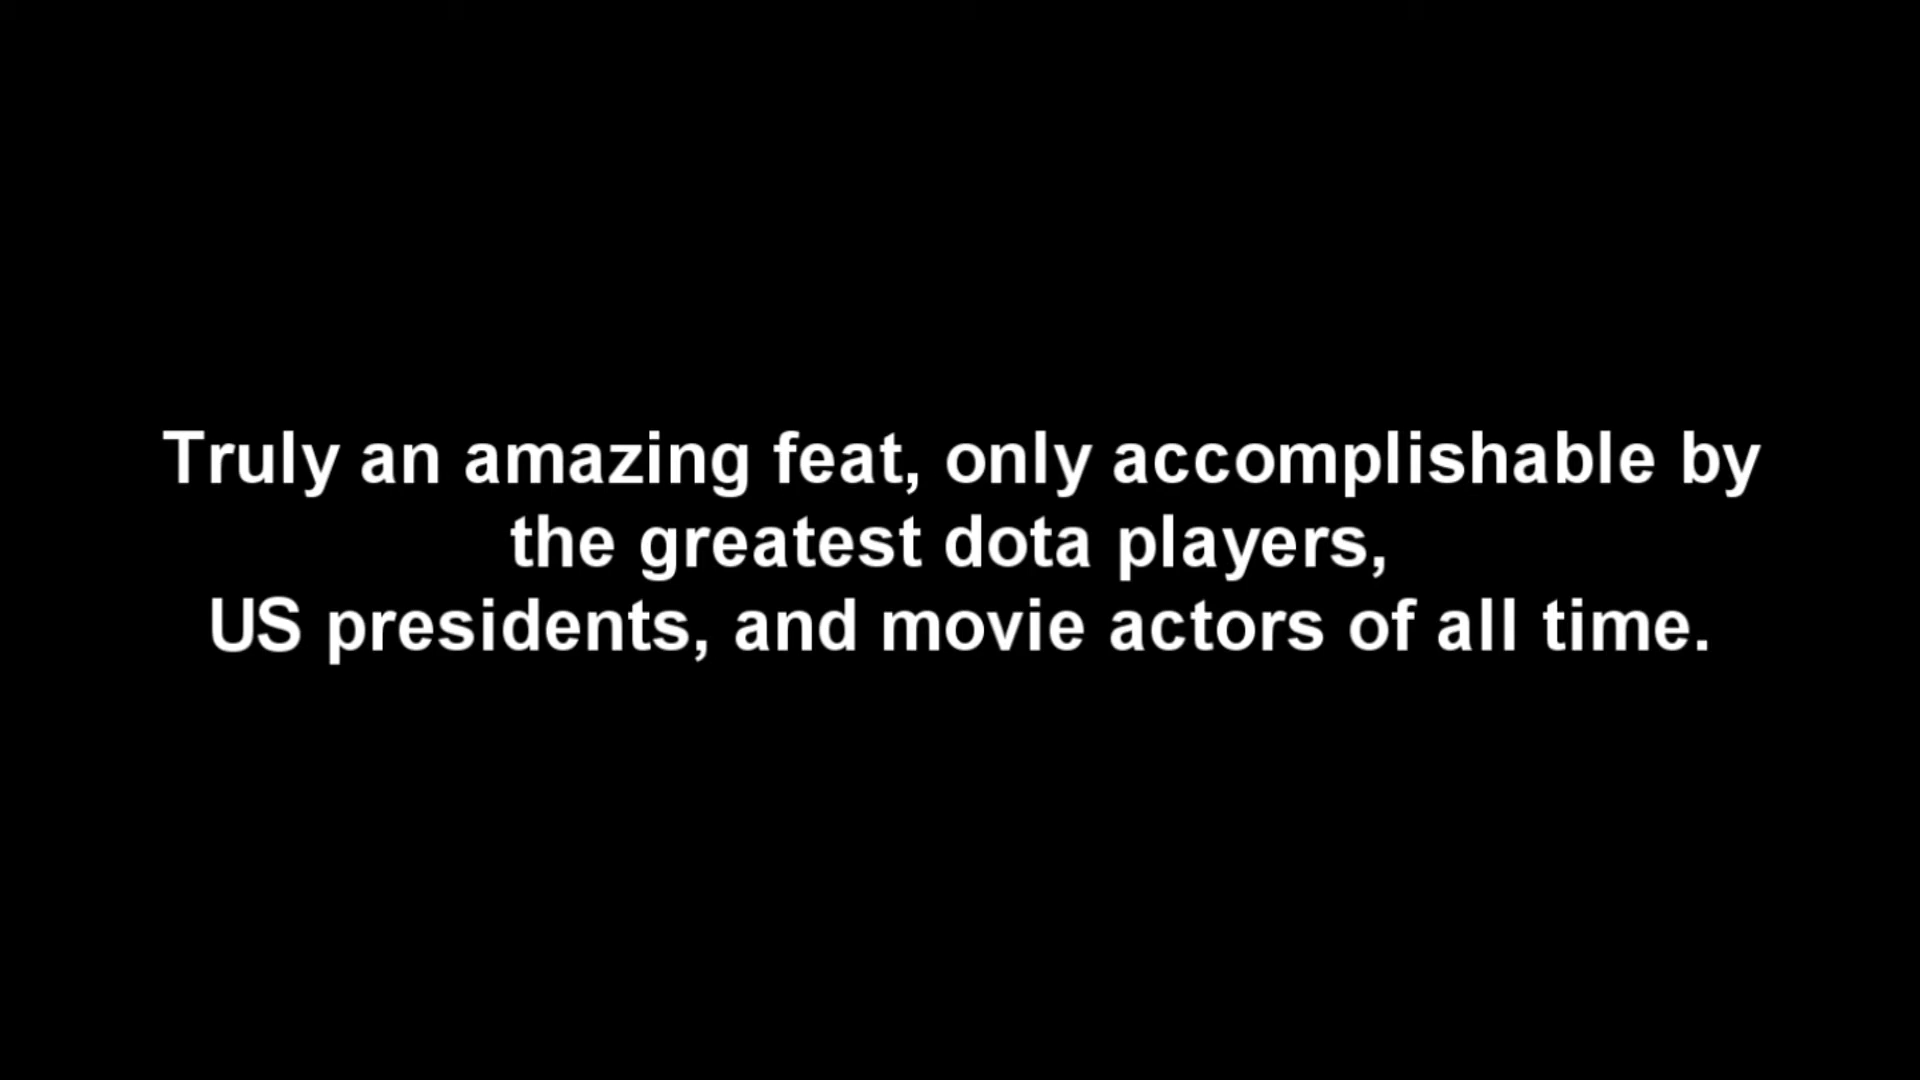 Truly an amazing feat, only accomplishable by
the greatest dota players,
US presidents, and movie actors of all time.